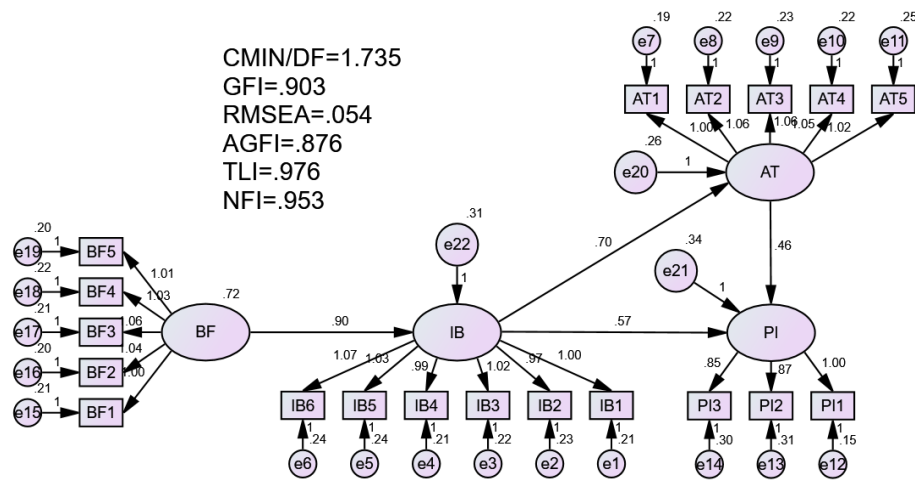 CMIN/DF=1.735
GFI=.903
RMSEA=.054
AGFI=.876
TLI=.976
NFI=.953
.19 .22 .23 .22 .25
e7 e8 e9 e10 e11
1 1 1 1 1
AT1 AT2 AT3 AT4 AT5
1.00 1.06 1.06 1.05 1.02
.26
e20 1 AT
.31
e22
1
.70 .46
.34
e21
1
.20
e19 1 BF5
1.01
.22
e18 1 BF4
1.03
.21
e17 1 BF3
1.06
.20
e16 1 BF2
1.04
.21
e15 1 BF1
1.00
.72
BF .90 IB .57 PI
1.07 1.03 .99 1.02 .97 1.00
IB6 IB5 IB4 IB3 IB2 IB1
1 1 1 1 1 1
.24 .24 .21 .22 .23 .21
e6 e5 e4 e3 e2 e1
.85 .87 1.00
PI3 PI2 PI1
1 1 1
.30 .31 .15
e14 e13 e12